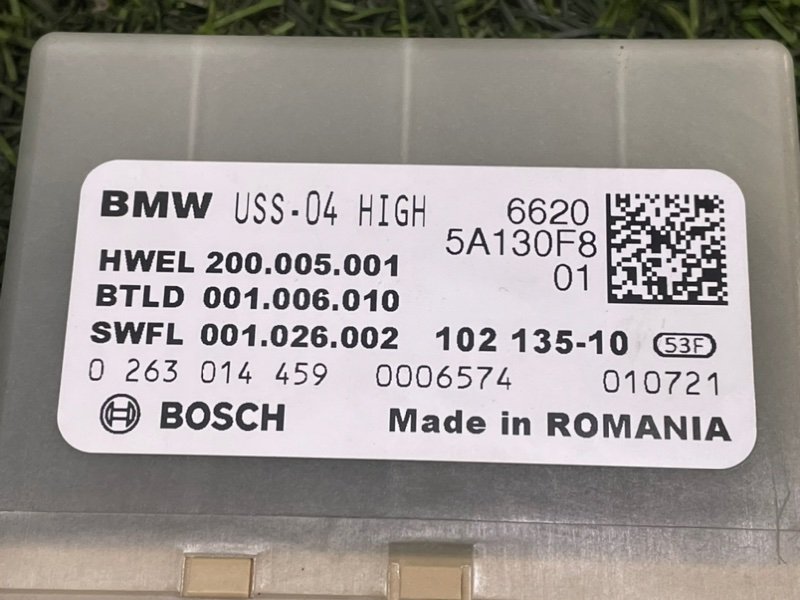 BMW USS-04 HIGH 6620
5A130F8
01
HWEL 200.005.001
BTLD 001.006.010
SWFL 001.026.002 102 135-10 53F
0 263 014 459 0006574 010721
BOSCH Made in ROMANIA